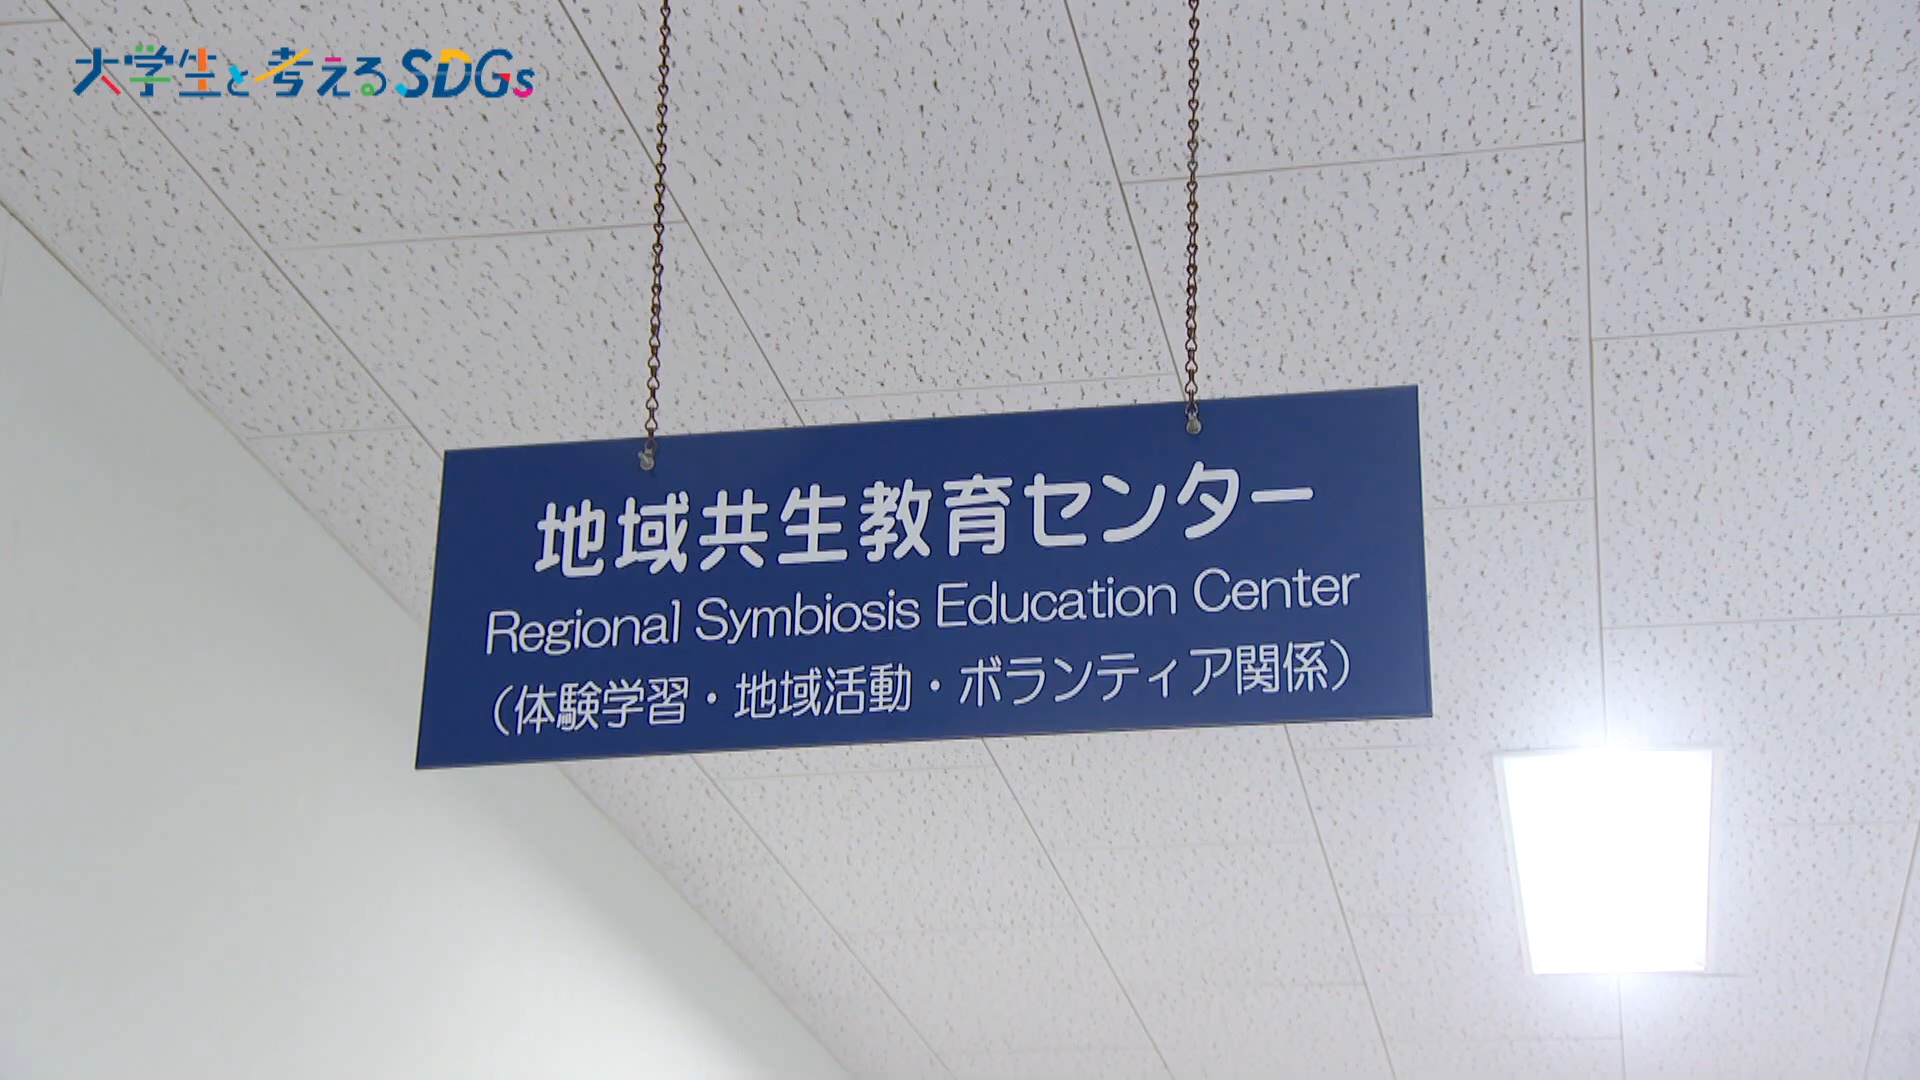 大学生と考えるSDGs
地域共生教育センター
Regional Symbiosis Education Center
（体験学習・地域活動・ボランティア関係）